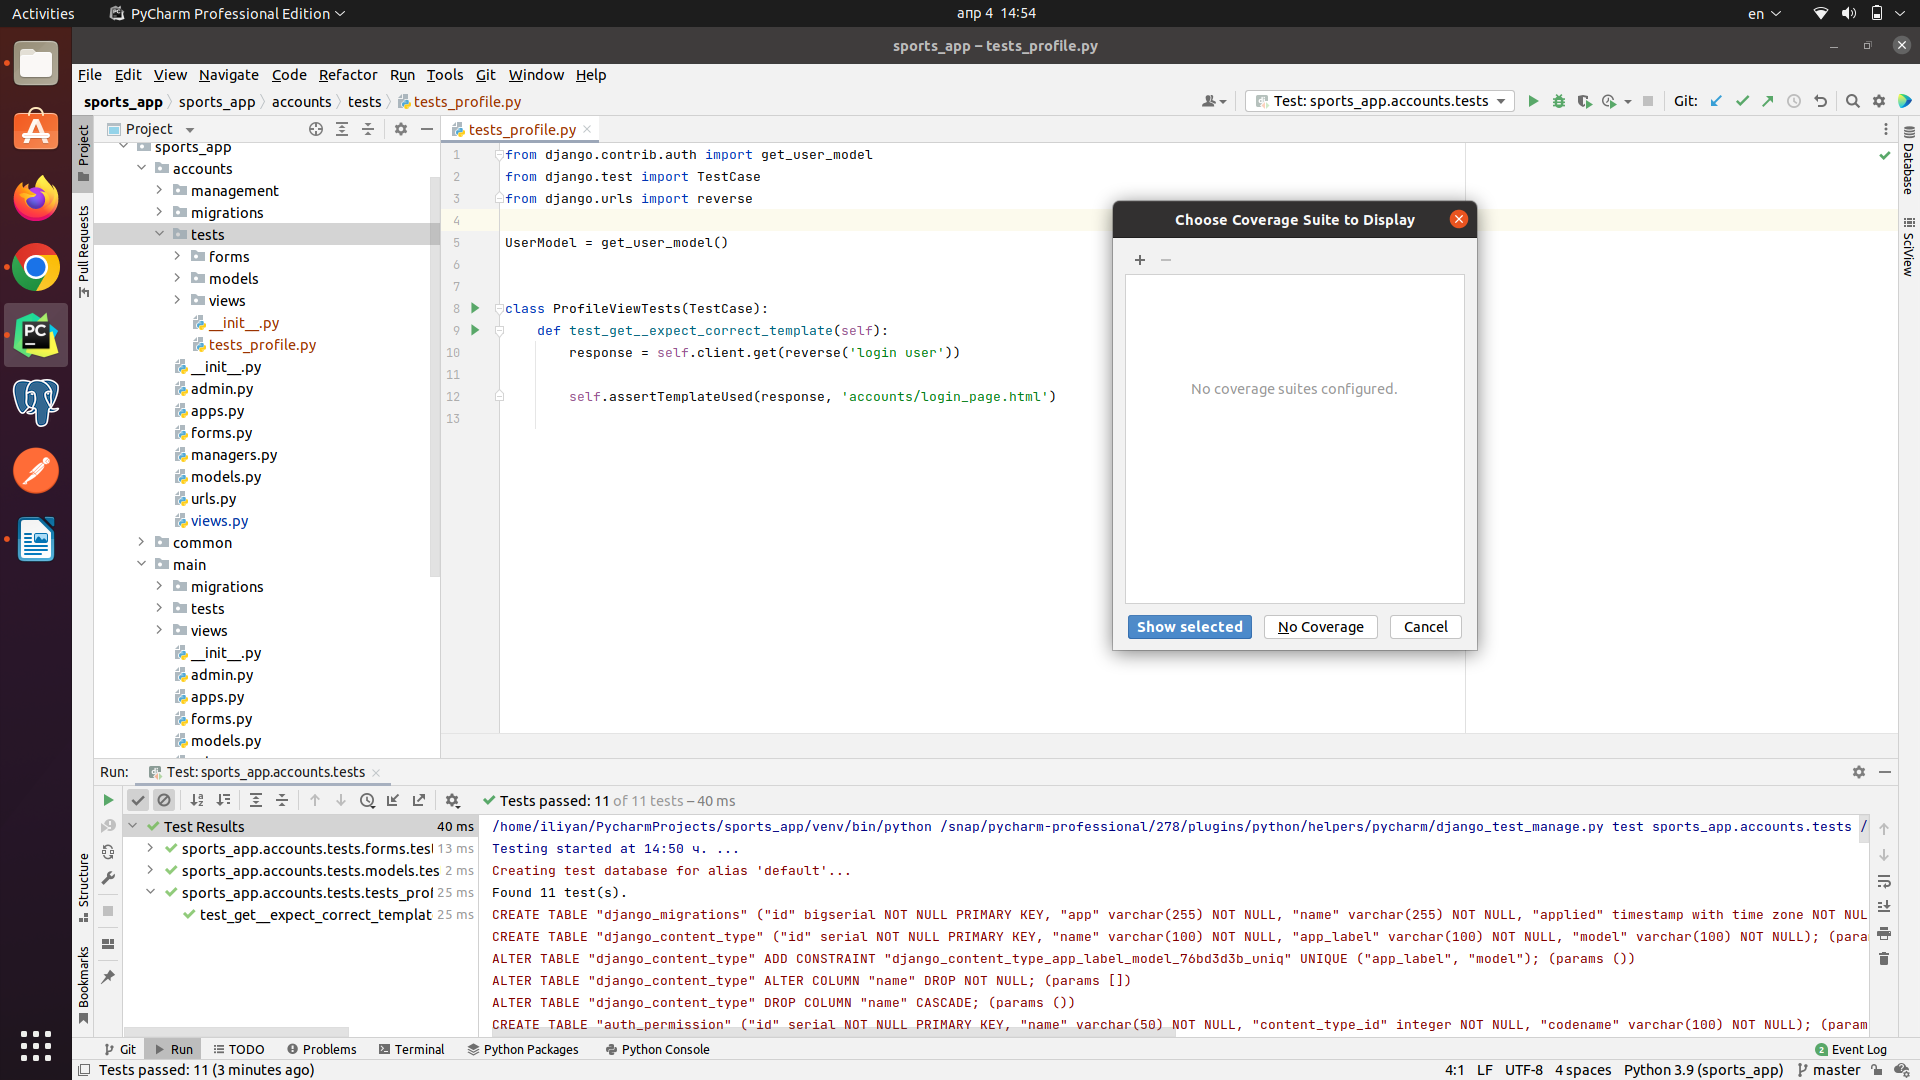 Activities
PyCharm Professional Edition
апр 4 14:54
en
sports_app – tests_profile.py
File Edit View Navigate Code Refactor Run Tools Git Window Help
sports_app sports_app accounts tests tests_profile.py
Test: sports_app.accounts.tests
Git:
Project
Pull Requests
Structure
Bookmarks
Database
SciView
Project
sports_app
accounts
management
migrations
tests
forms
models
views
__init__.py
tests_profile.py
__init__.py
admin.py
apps.py
forms.py
managers.py
models.py
urls.py
views.py
common
main
migrations
tests
views
__init__.py
admin.py
apps.py
forms.py
models.py
tests_profile.py
1 from django.contrib.auth import get_user_model
2 from django.test import TestCase
3 from django.urls import reverse
4
5 UserModel = get_user_model()
6
7
8 class ProfileViewTests(TestCase):
9 def test_get__expect_correct_template(self):
10 response = self.client.get(reverse('login user'))
11
12 self.assertTemplateUsed(response, 'accounts/login_page.html')
13
Choose Coverage Suite to Display
No coverage suites configured.
Show selected
No Coverage
Cancel
Run: Test: sports_app.accounts.tests
Tests passed: 11 of 11 tests – 40 ms
Test Results 40 ms
sports_app.accounts.tests.forms.test 13 ms
sports_app.accounts.tests.models.tes 2 ms
sports_app.accounts.tests.tests_prof 25 ms
test_get__expect_correct_templat 25 ms
/home/iliyan/PycharmProjects/sports_app/venv/bin/python /snap/pycharm-professional/278/plugins/python/helpers/pycharm/django_test_manage.py test sports_app.accounts.tests /
Testing started at 14:50 ч. ...
Creating test database for alias 'default'...
Found 11 test(s).
CREATE TABLE "django_migrations" ("id" bigserial NOT NULL PRIMARY KEY, "app" varchar(255) NOT NULL, "name" varchar(255) NOT NULL, "applied" timestamp with time zone NOT NUL
CREATE TABLE "django_content_type" ("id" serial NOT NULL PRIMARY KEY, "name" varchar(100) NOT NULL, "app_label" varchar(100) NOT NULL, "model" varchar(100) NOT NULL); (para
ALTER TABLE "django_content_type" ADD CONSTRAINT "django_content_type_app_label_model_76bd3d3b_uniq" UNIQUE ("app_label", "model"); (params ())
ALTER TABLE "django_content_type" ALTER COLUMN "name" DROP NOT NULL; (params [])
ALTER TABLE "django_content_type" DROP COLUMN "name" CASCADE; (params ())
CREATE TABLE "auth_permission" ("id" serial NOT NULL PRIMARY KEY, "name" varchar(50) NOT NULL, "content_type_id" integer NOT NULL, "codename" varchar(100) NOT NULL); (param
Git Run TODO Problems Terminal Python Packages Python Console
2 Event Log
Tests passed: 11 (3 minutes ago)
4:1 LF UTF-8 4 spaces Python 3.9 (sports_app) master